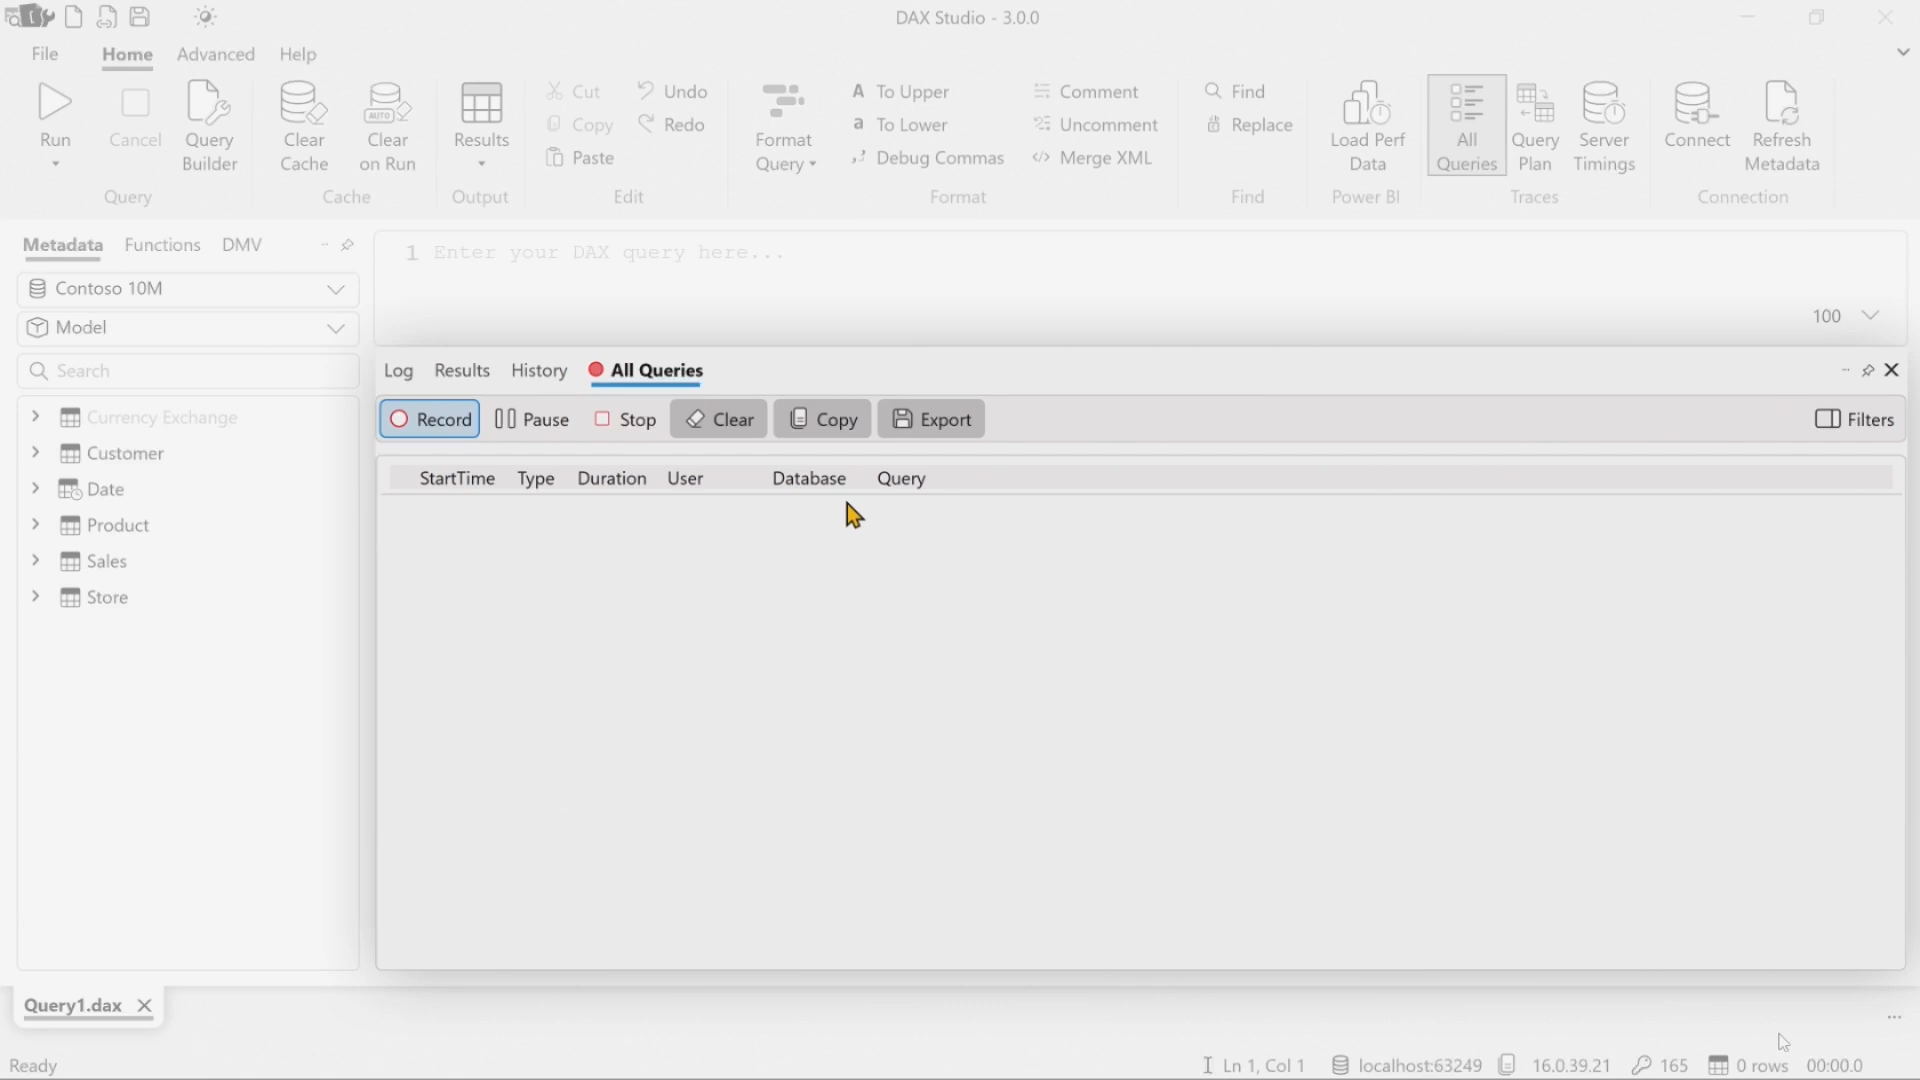 DAX Studio - 3.0.0
File Home Advanced Help
Run
Cancel
Query Builder
Query
Clear Cache
AUTO
Clear on Run
Cache
Results
Output
Cut
Copy
Paste
Undo
Redo
Edit
Format Query
A To Upper
a To Lower
Debug Commas
Comment
Uncomment
Merge XML
Format
Find
Replace
Find
Load Perf Data
Power BI
All Queries
Query Plan
Server Timings
Traces
Connect
Refresh Metadata
Connection
Metadata Functions DMV
Contoso 10M
Model
Search
Currency Exchange
Customer
Date
Product
Sales
Store
1 Enter your DAX query here...
100
Log Results History All Queries
Record Pause Stop Clear Copy Export Filters
StartTime Type Duration User Database Query
Query1.dax
Ready Ln 1, Col 1 localhost:63249 16.0.39.21 165 0 rows 00:00.0